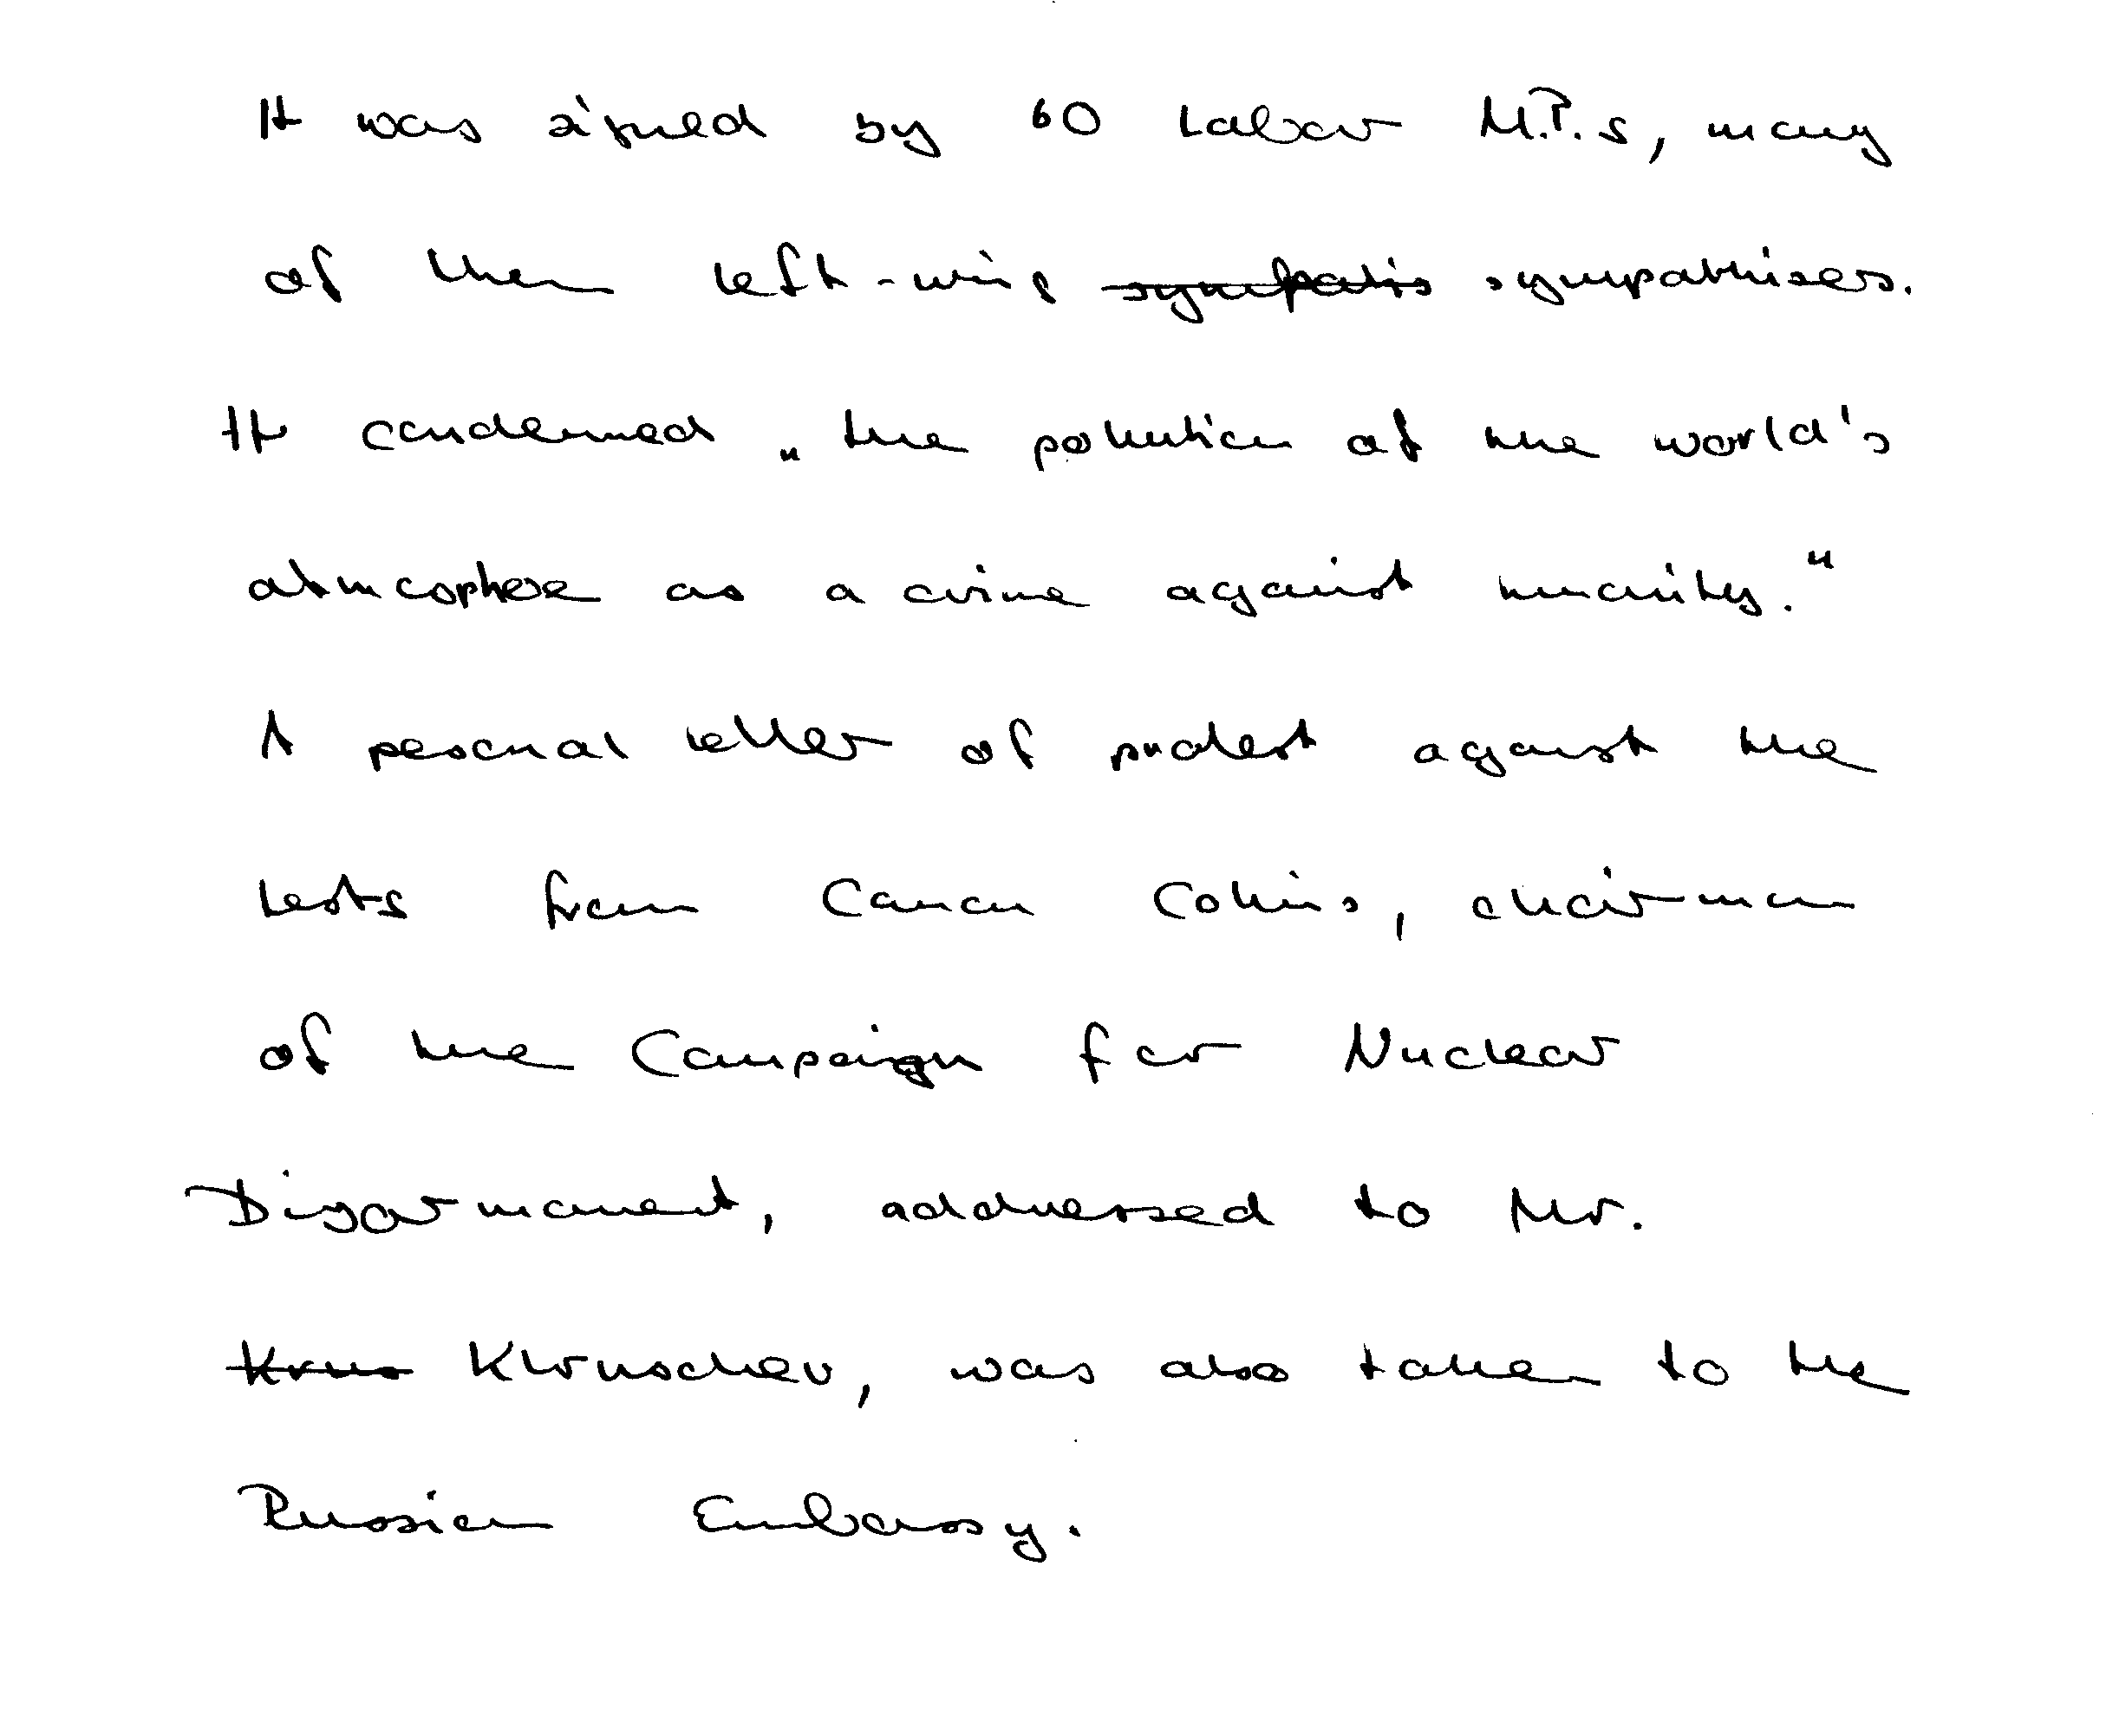 It was signed by 60 Labour M.P.s, many
of them left-wing sympatis sympathisers.
It condemned „the pollution of the world's
atmosphere as a crime against humanity."
A personal letter of protest against the
tests from Canon Collins, chairman
of the Campaign for Nuclear
Disarmament, addressed to Mr.
Krus Khruschev, was also taken to the
Russian Embassy.